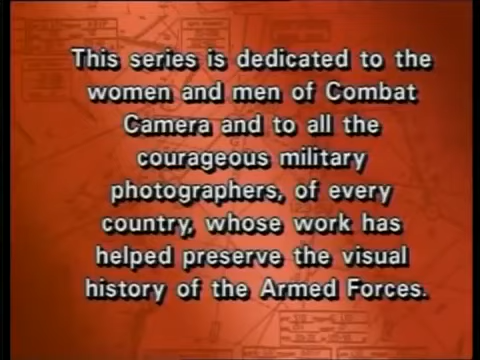 This series is dedicated to the
women and men of Combat
Camera and to all the
courageous military
photographers, of every
country, whose work has
helped preserve the visual
history of the Armed Forces.